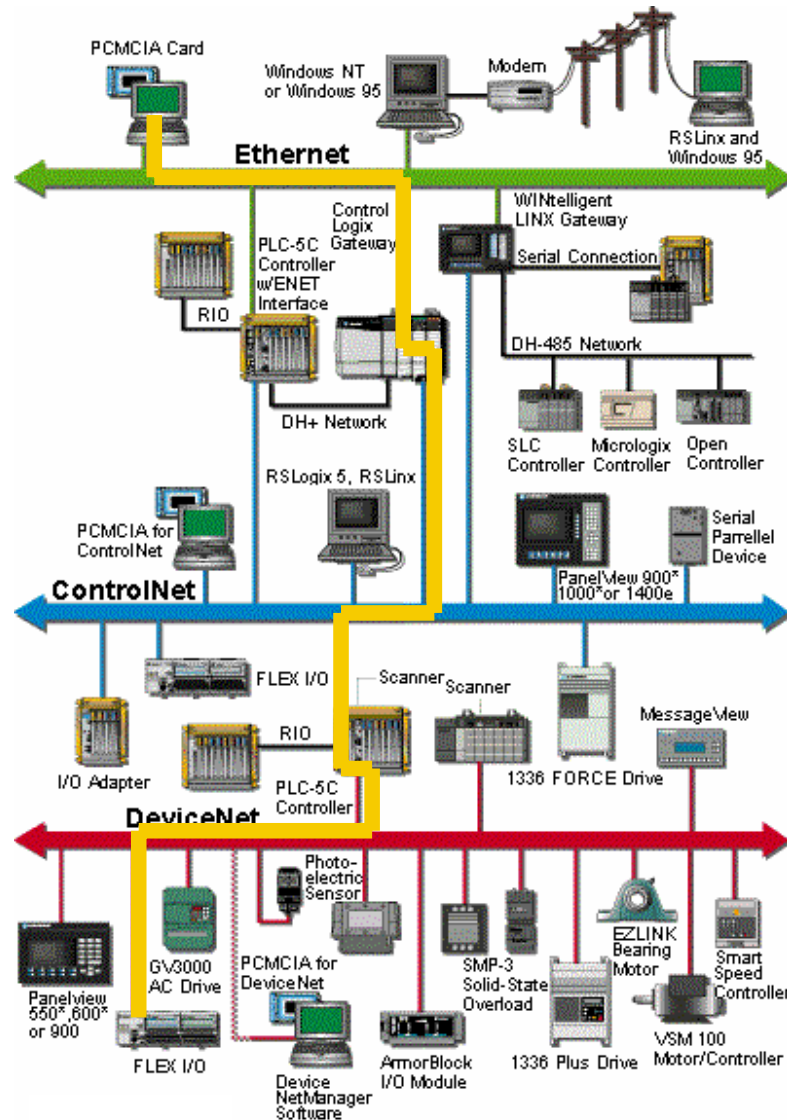 PCMCIA Card
Windows NT
or Windows 95
Modern
RSLinx and
Windows 95
Ethernet
Control
Logix
Gateway
WINtelligent
LINX Gateway
PLC-5C
Controller
w/ENET
Interface
Serial Connection
RIO
DH-485 Network
DH+ Network
SLC
Controller
Micrologix
Controller
Open
Controller
RSLogix 5, RSLinx
PCMCIA for
ControlNet
Serial
Parrellel
Device
PanelView 900*
1000*or 1400e
ControlNet
FLEX I/O
Scanner
Scanner
MessageView
RIO
I/O Adapter
PLC-5C
Controller
1336 FORCE Drive
DeviceNet
Photo-
electric
Sensor
GV3000
AC Drive
PCMCIA for
DeviceNet
SMP-3
Solid-State
Overload
EZLINK
Bearing
Motor
Smart
Speed
Controller
Panelview
550*,600*
or 900
FLEX I/O
Device
NetManager
Software
ArmorBlock
I/O Module
1336 Plus Drive
VSM 100
Motor/Controller